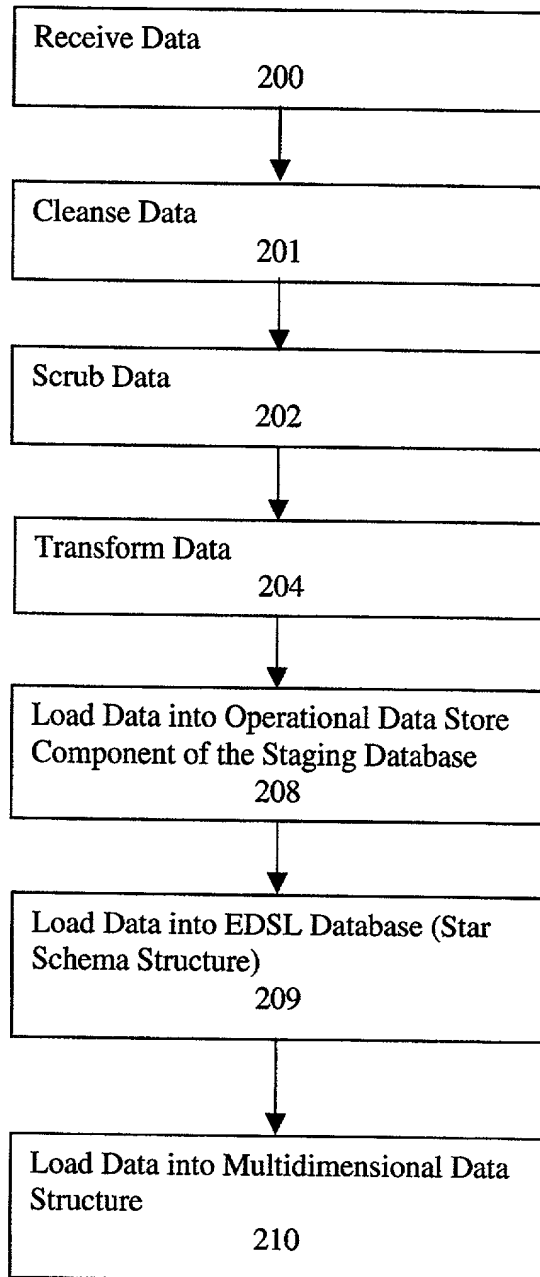 Receive Data
200
Cleanse Data
201
Scrub Data
202
Transform Data
204
Load Data into Operational Data Store
Component of the Staging Database
208
Load Data into EDSL Database (Star
Schema Structure)
209
Load Data into Multidimensional Data
Structure
210